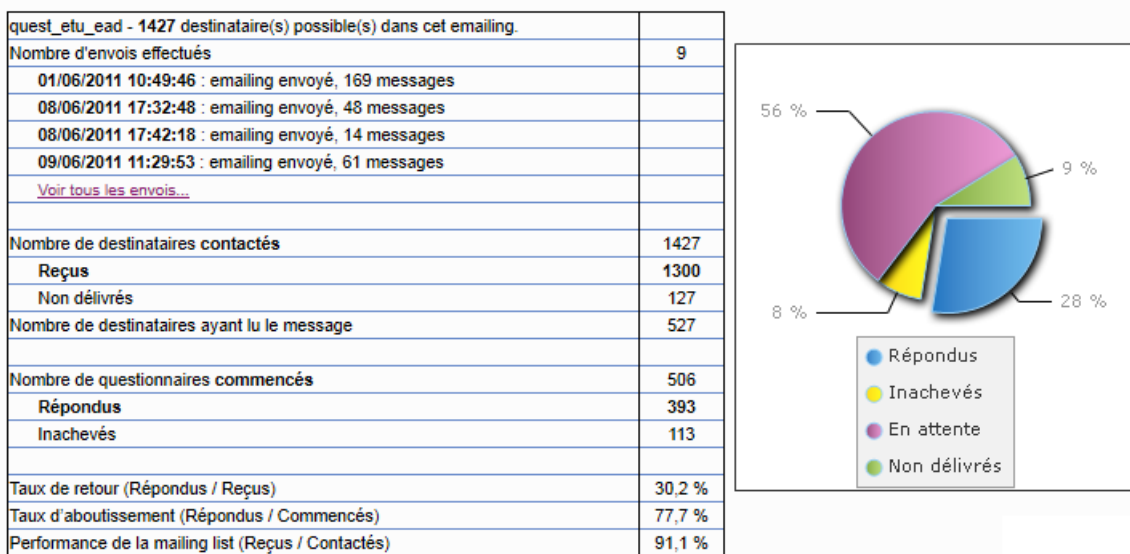 quest_etu_ead - 1427 destinataire(s) possible(s) dans cet emailing.
Nombre d'envois effectués 9
01/06/2011 10:49:46 : emailing envoyé, 169 messages
08/06/2011 17:32:48 : emailing envoyé, 48 messages
08/06/2011 17:42:18 : emailing envoyé, 14 messages
09/06/2011 11:29:53 : emailing envoyé, 61 messages
Voir tous les envois...
Nombre de destinataires contactés 1427
Reçus 1300
Non délivrés 127
Nombre de destinataires ayant lu le message 527
Nombre de questionnaires commencés 506
Répondus 393
Inachevés 113
Taux de retour (Répondus / Reçus) 30,2 %
Taux d'aboutissement (Répondus / Commencés) 77,7 %
Performance de la mailing list (Reçus / Contactés) 91,1 %
56 %
9 %
8 %
28 %
Répondus
Inachevés
En attente
Non délivrés